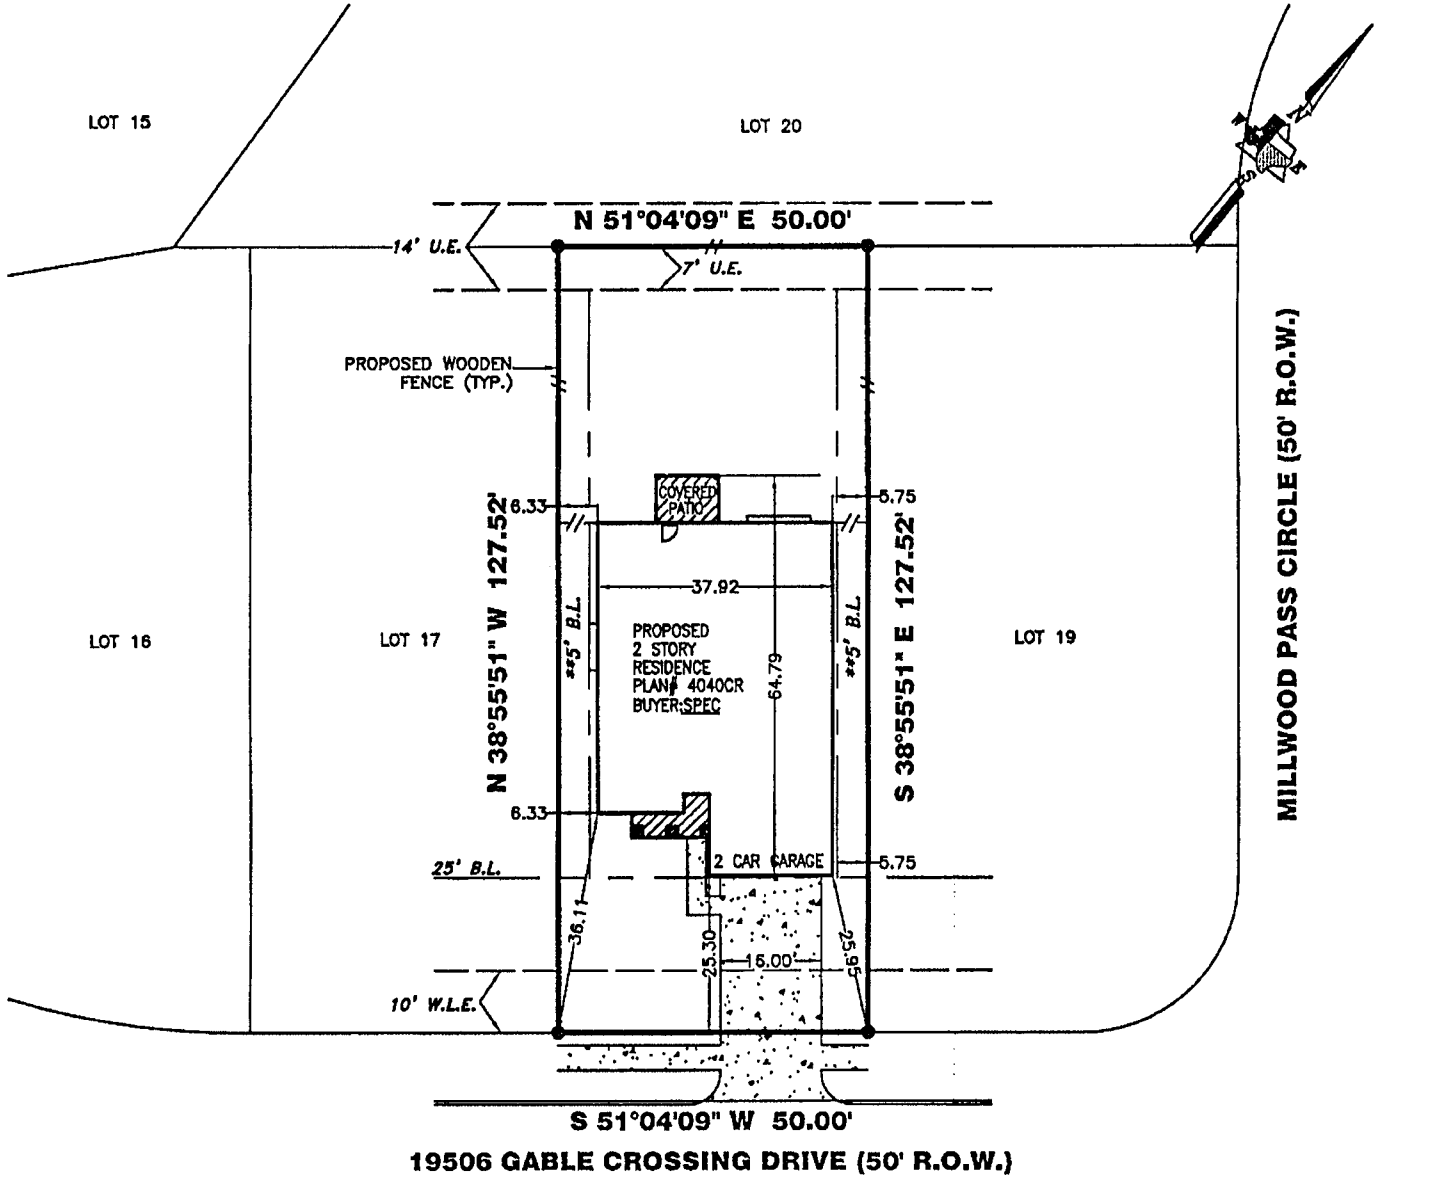 LOT 15
LOT 20
N
W
E
S
N 51°04'09" E 50.00'
14' U.E.
7' U.E.
PROPOSED WOODEN
FENCE (TYP.)
COVERED
PATIO
6.33
5.75
N 38°55'51" W 127.52'
S 38°55'51" E 127.52'
MILLWOOD PASS CIRCLE (50' R.O.W.)
37.92
**5' B.L.
**5' B.L.
PROPOSED
2 STORY
RESIDENCE
PLAN# 4040CR
BUYER:SPEC
64.79
LOT 16
LOT 17
LOT 19
6.33
2 CAR GARAGE
5.75
25' B.L.
36.11
25.30
16.00'
25.95
10' W.L.E.
S 51°04'09" W 50.00'
19506 GABLE CROSSING DRIVE (50' R.O.W.)